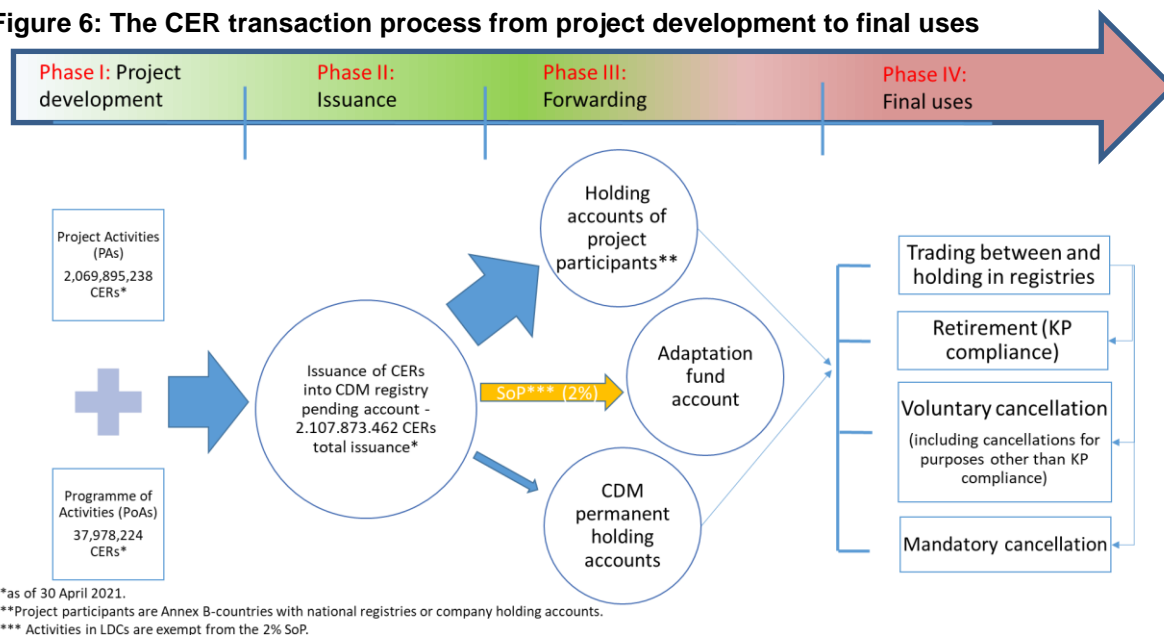 Figure 6: The CER transaction process from project development to final uses
Phase I: Project
development
Phase II:
Issuance
Phase III:
Forwarding
Phase IV:
Final uses
Project Activities
(PAs)
2,069,895,238
CERs*
Programme of
Activities (PoAs)
37,978,224
CERs*
Issuance of CERs
into CDM registry
pending account -
2.107.873.462 CERs
total issuance*
Holding
accounts of
project
participants**
SoP*** (2%)
Adaptation
fund
account
CDM
permanent
holding
accounts
Trading between and
holding in registries
Retirement (KP
compliance)
Voluntary cancellation
(including cancellations for
purposes other than KP
compliance)
Mandatory cancellation
*as of 30 April 2021.
**Project participants are Annex B-countries with national registries or company holding accounts.
*** Activities in LDCs are exempt from the 2% SoP.